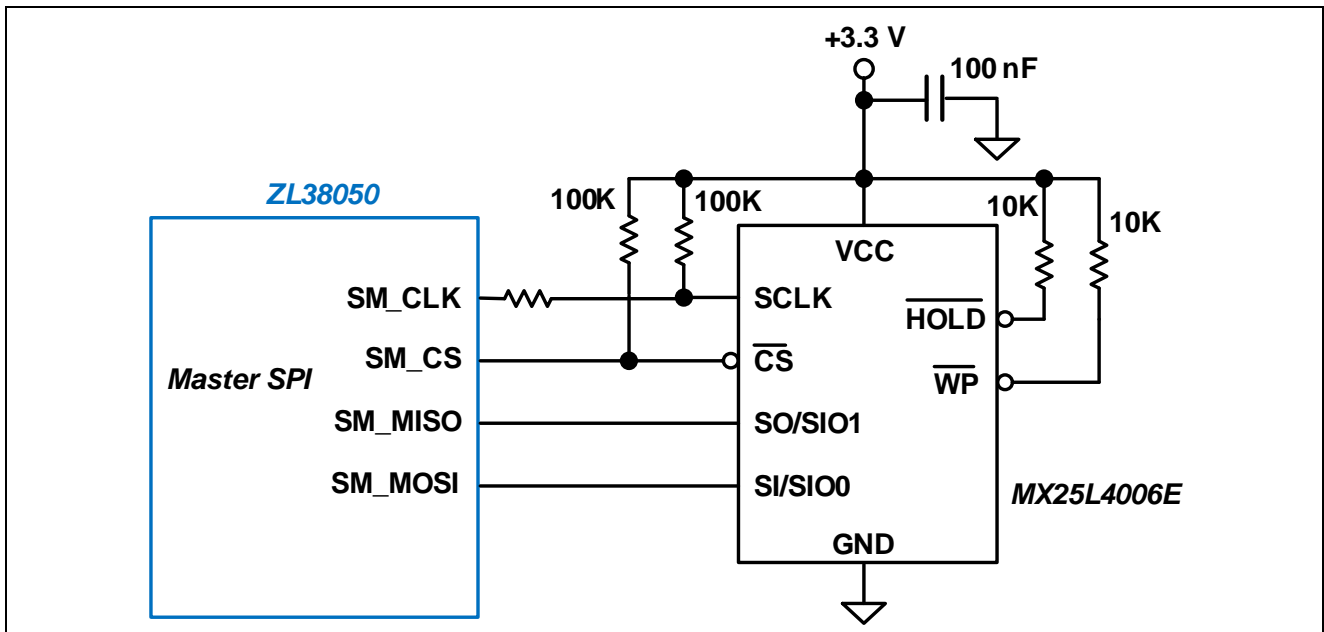 +3.3 V
100 nF
ZL38050
100K
100K
10K
10K
VCC
SM_CLK
SCLK
HOLD
SM_CS
CS
Master SPI
WP
SM_MISO
SO/SIO1
SM_MOSI
SI/SIO0
MX25L4006E
GND